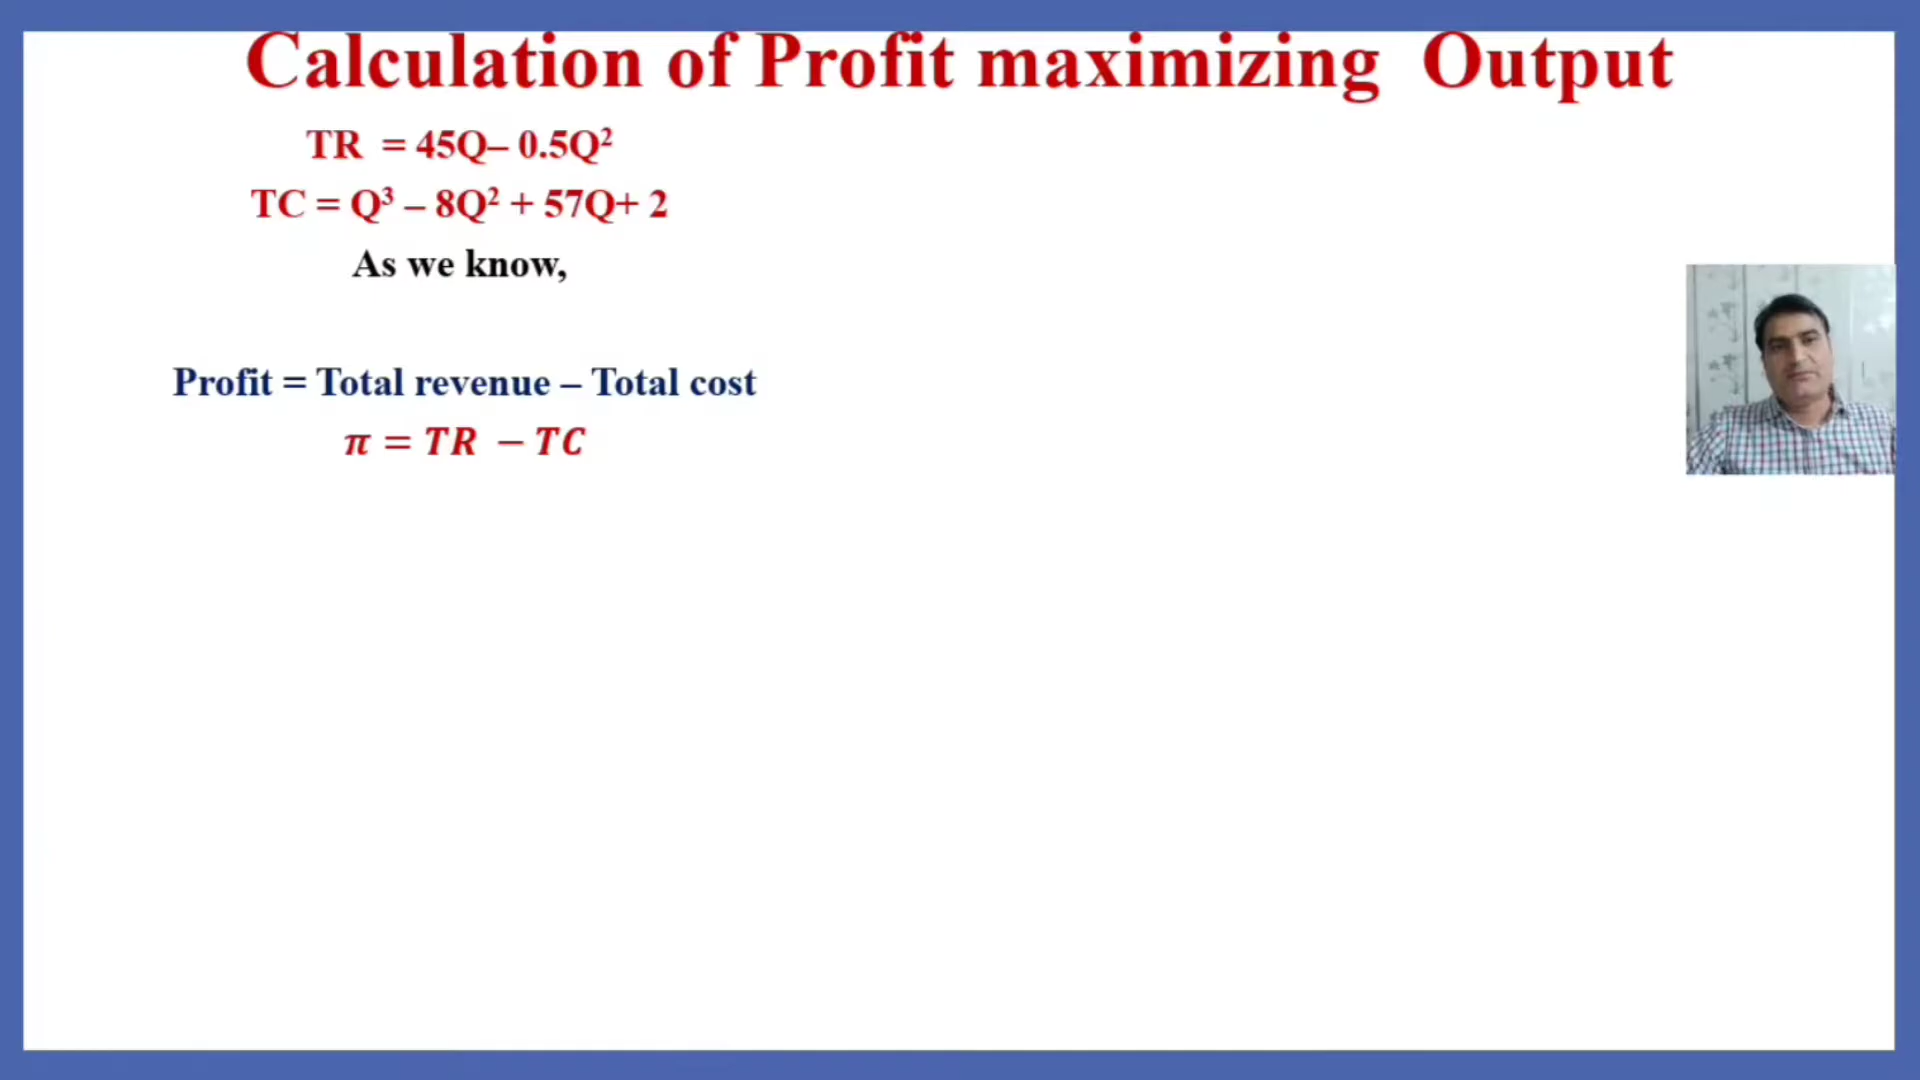 Calculation of Profit maximizing Output
TR = 45Q– 0.5Q²
TC = Q³ – 8Q² + 57Q+ 2
As we know,
Profit = Total revenue – Total cost
π = TR − TC